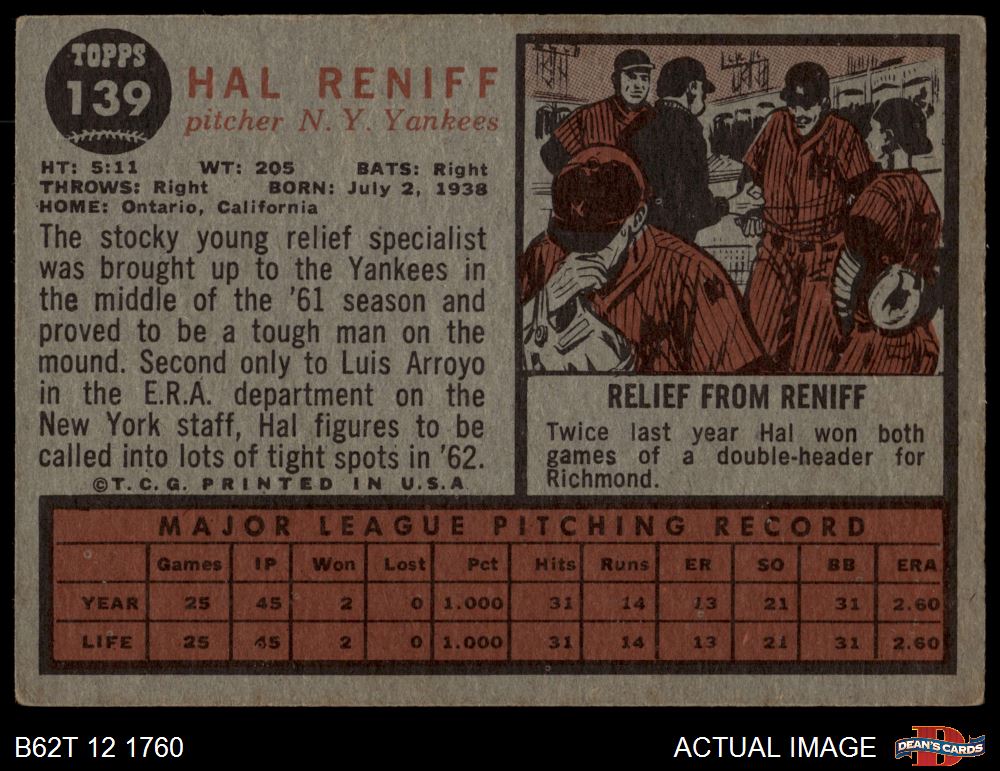 TOPPS
139
HAL RENIFF
pitcher N. Y. Yankees
HT: 5:11 WT: 205 BATS: Right
THROWS: Right BORN: July 2, 1938
HOME: Ontario, California
The stocky young relief specialist
was brought up to the Yankees in
the middle of the '61 season and
proved to be a tough man on the
mound. Second only to Luis Arroyo
in the E.R.A. department on the
New York staff, Hal figures to be
called into lots of tight spots in '62.
©T.C.G. PRINTED IN U.S.A
RELIEF FROM RENIFF
Twice last year Hal won both
games of a double-header for
Richmond.
MAJOR LEAGUE PITCHING RECORD
Games IP Won Lost Pct Hits Runs ER SO BB ERA
YEAR 25 45 2 0 1.000 31 14 13 21 31 2.60
LIFE 25 45 2 0 1.000 31 14 13 21 31 2.60
B62T 12 1760
ACTUAL IMAGE
DEAN'S CARDS